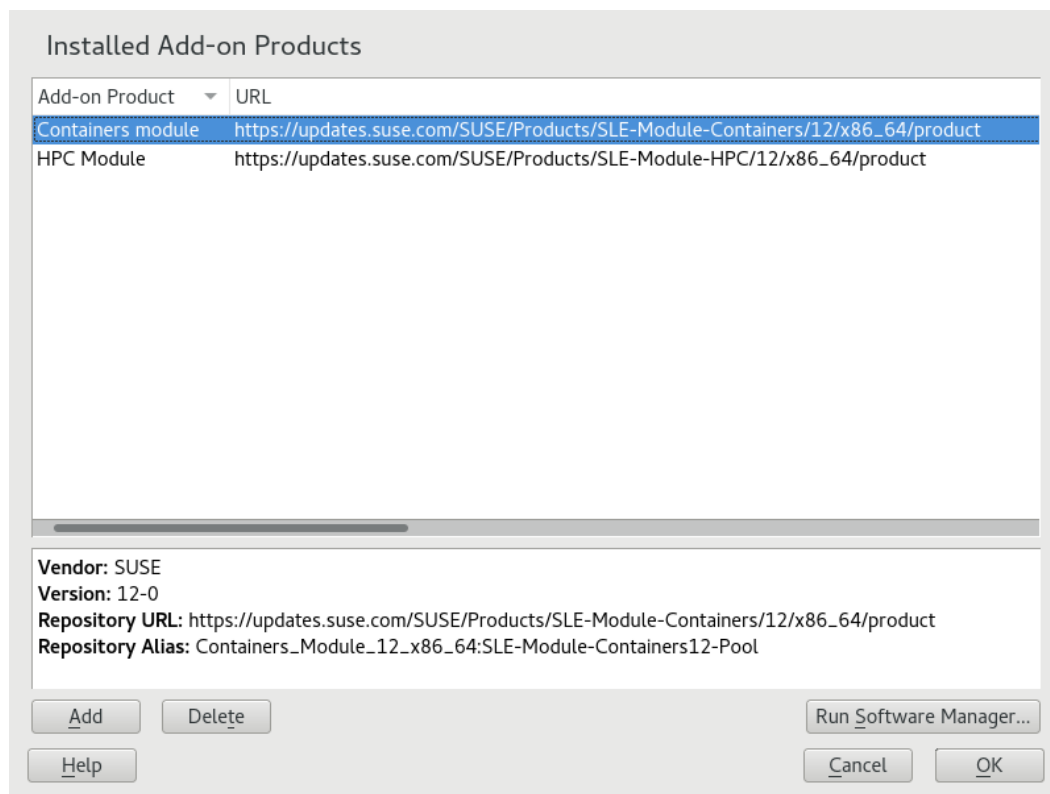 Installed Add-on Products
Add-on Product URL
Containers module https://updates.suse.com/SUSE/Products/SLE-Module-Containers/12/x86_64/product
HPC Module https://updates.suse.com/SUSE/Products/SLE-Module-HPC/12/x86_64/product
Vendor: SUSE
Version: 12-0
Repository URL: https://updates.suse.com/SUSE/Products/SLE-Module-Containers/12/x86_64/product
Repository Alias: Containers_Module_12_x86_64:SLE-Module-Containers12-Pool
Add Delete Run Software Manager...
Help Cancel OK